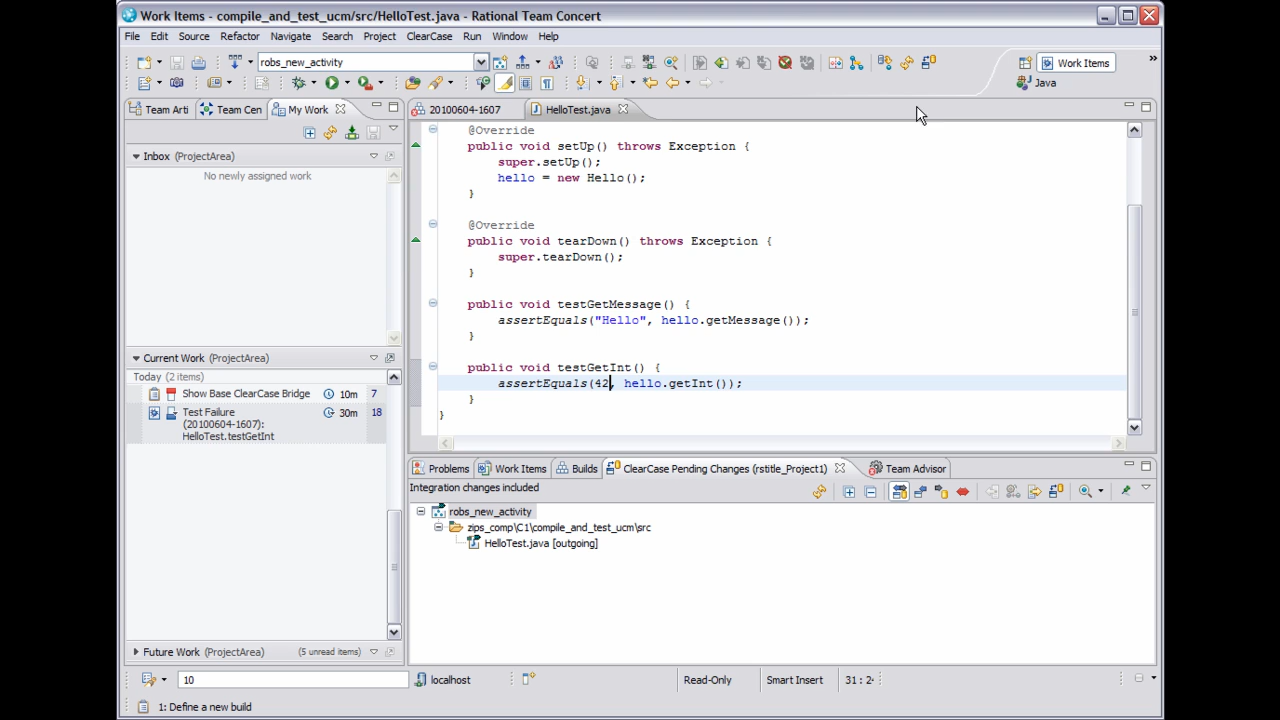 Work Items - compile_and_test_ucm/src/HelloTest.java - Rational Team Concert
File Edit Source Refactor Navigate Search Project ClearCase Run Window Help
robs_new_activity
Work Items
Java
Team Arti
Team Cen
My Work
Inbox (ProjectArea)
No newly assigned work
Current Work (ProjectArea)
Today (2 items)
Show Base ClearCase Bridge 10m 7
Test Failure 30m 18
(20100604-1607):
HelloTest.testGetInt
Future Work (ProjectArea) (5 unread items)
20100604-1607
HelloTest.java
@Override
public void setUp() throws Exception {
super.setUp();
hello = new Hello();
}
@Override
public void tearDown() throws Exception {
super.tearDown();
}
public void testGetMessage() {
assertEquals("Hello", hello.getMessage());
}
public void testGetInt() {
assertEquals(42, hello.getInt());
}
}
Problems
Work Items
Builds
ClearCase Pending Changes (rstitle_Project1)
Team Advisor
Integration changes included
robs_new_activity
zips_comp\C1\compile_and_test_ucm\src
HelloTest.java [outgoing]
10
localhost
Read-Only
Smart Insert
1: Define a new build